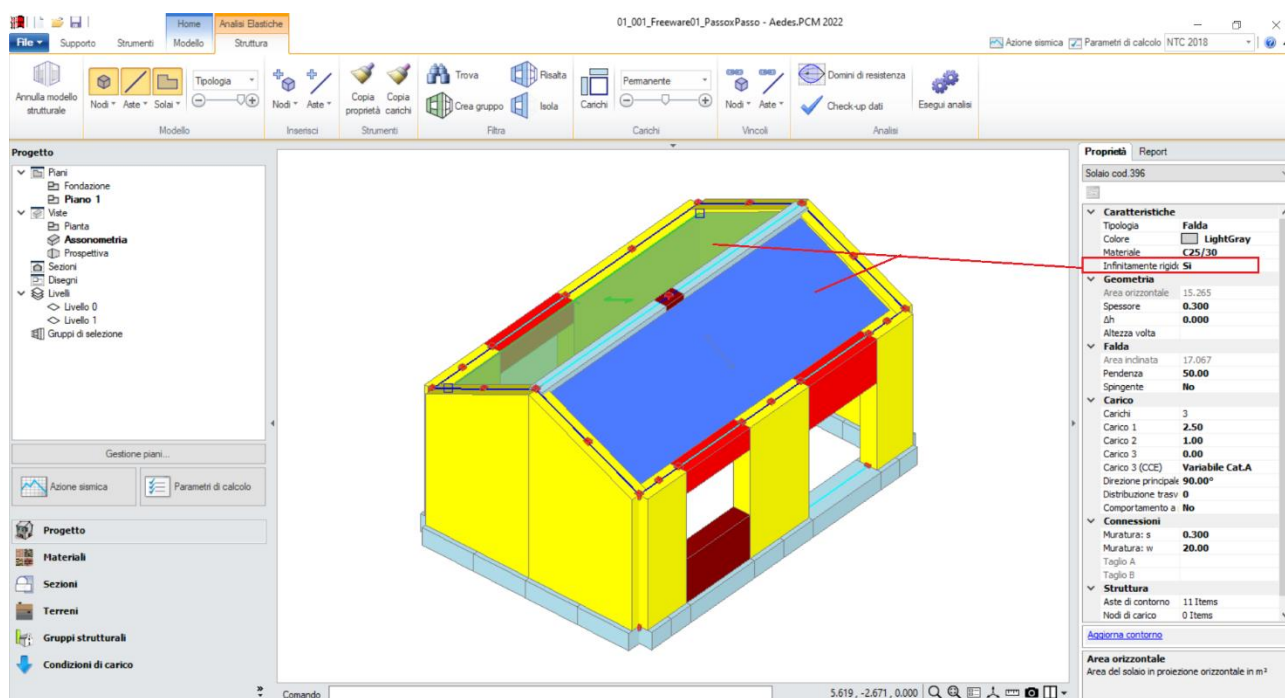 01_001_Freeware01_PassoxPasso - Aedes.PCM 2022
Home Analisi Elastiche
File Supporto Strumenti Modello Struttura
Azione sismica Parametri di calcolo NTC 2018
Annulla modello strutturale
Nodi Aste Solai
Tipologia
Modello
Nodi Aste
Inserisci
Copia proprietà
Copia carichi
Strumenti
Trova
Crea gruppo
Risalta
Isola
Filtra
Carichi
Permanente
Carichi
Nodi Aste
Vincoli
Domini di resistenza
Check-up dati
Esegui analisi
Analisi
Progetto
Piani
Fondazione
Piano 1
Viste
Pianta
Assonometria
Prospettiva
Sezioni
Disegni
Livelli
Livello 0
Livello 1
Gruppi di selezione
Gestione piani...
Azione sismica Parametri di calcolo
Progetto
Materiali
Sezioni
Terreni
Gruppi strutturali
Condizioni di carico
Comando
5.619 , -2.671 , 0.000
Proprietà Report
Solaio cod.396
Caratteristiche
Tipologia Falda
Colore LightGray
Materiale C25/30
Infinitamente rigido Sì
Geometria
Area orizzontale 15.265
Spessore 0.300
Δh 0.000
Altezza volta
Falda
Area inclinata 17.067
Pendenza 50.00
Spingente No
Carico
Carichi 3
Carico 1 2.50
Carico 2 1.00
Carico 3 0.00
Carico 3 (CCE) Variabile Cat.A
Direzione principale 90.00°
Distribuzione trasv 0
Comportamento a No
Connessioni
Muratura: s 0.300
Muratura: w 20.00
Taglio A
Taglio B
Struttura
Aste di contorno 11 Items
Nodi di carico 0 Items
Aggiorna contorno
Area orizzontale
Area del solaio in proiezione orizzontale in m²